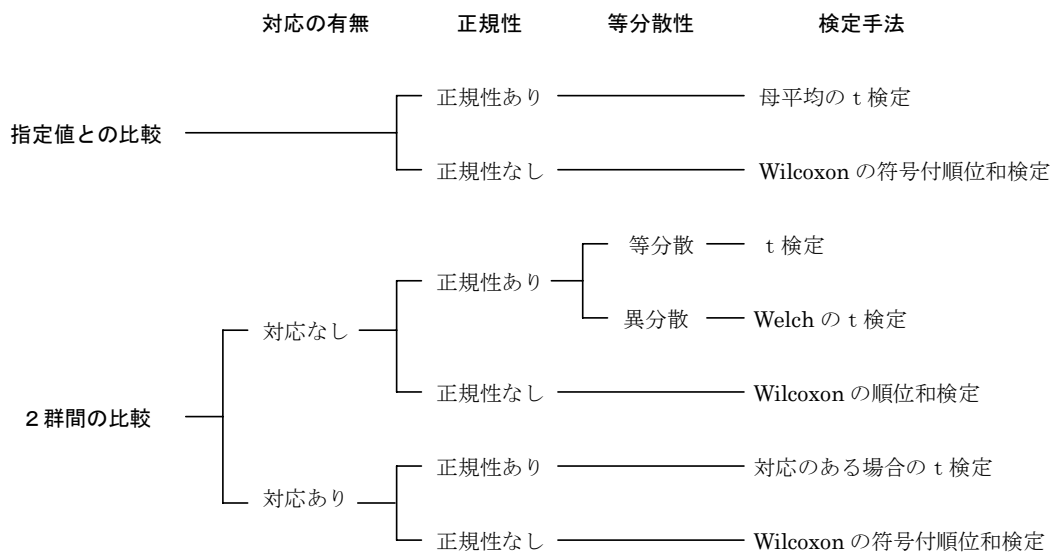 対応の有無 正規性 等分散性 検定手法
正規性あり 母平均の t 検定
指定値との比較
正規性なし Wilcoxon の符号付順位和検定
等分散 t 検定
正規性あり
異分散 Welch の t 検定
対応なし
正規性なし Wilcoxon の順位和検定
2 群間の比較
正規性あり 対応のある場合の t 検定
対応あり
正規性なし Wilcoxon の符号付順位和検定